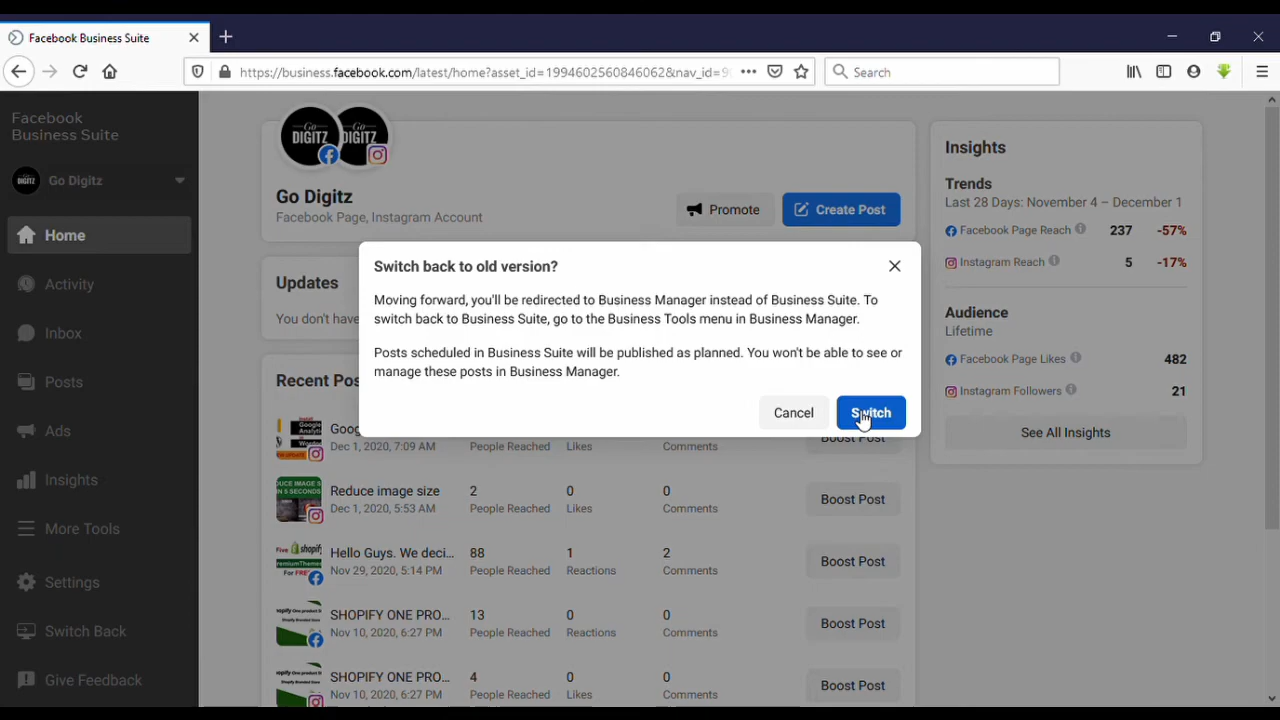 Facebook Business Suite
https://business.facebook.com/latest/home?asset_id=1994602560846062&nav_id=9
Search
Facebook
Business Suite
Go Digitz
Home
Activity
Inbox
Posts
Ads
Insights
More Tools
Settings
Switch Back
Give Feedback
Go
DIGITZ
Go
DIGITZ
Go Digitz
Facebook Page, Instagram Account
Promote
Create Post
Updates
You don't have
Switch back to old version?
Moving forward, you'll be redirected to Business Manager instead of Business Suite. To
switch back to Business Suite, go to the Business Tools menu in Business Manager.
Posts scheduled in Business Suite will be published as planned. You won't be able to see or
manage these posts in Business Manager.
Cancel
Switch
Recent Pos
Goog
Dec 1, 2020, 7:09 AM
People Reached
Likes
Comments
Boost Post
Reduce image size
Dec 1, 2020, 5:53 AM
2
People Reached
0
Likes
0
Comments
Boost Post
Hello Guys. We deci...
Nov 29, 2020, 5:14 PM
88
People Reached
1
Reactions
2
Comments
Boost Post
SHOPIFY ONE PRO...
Nov 10, 2020, 6:27 PM
13
People Reached
0
Reactions
0
Comments
Boost Post
SHOPIFY ONE PRO...
Nov 10, 2020, 6:27 PM
4
People Reached
0
Likes
0
Comments
Boost Post
Insights
Trends
Last 28 Days: November 4 – December 1
Facebook Page Reach 237 -57%
Instagram Reach 5 -17%
Audience
Lifetime
Facebook Page Likes 482
Instagram Followers 21
See All Insights